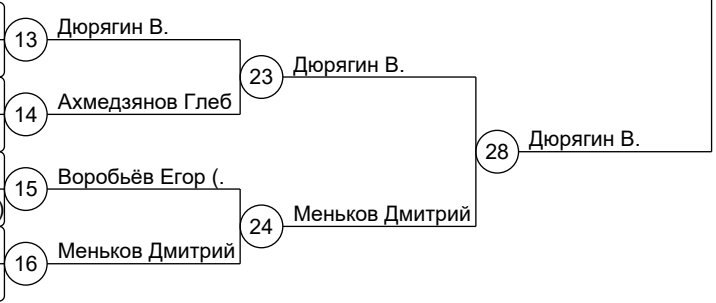 13 Дюрягин В.
23 Дюрягин В.
14 Ахмедзянов Глеб
28 Дюрягин В.
15 Воробьёв Егор (.
24 Меньков Дмитрий
)
16 Меньков Дмитрий